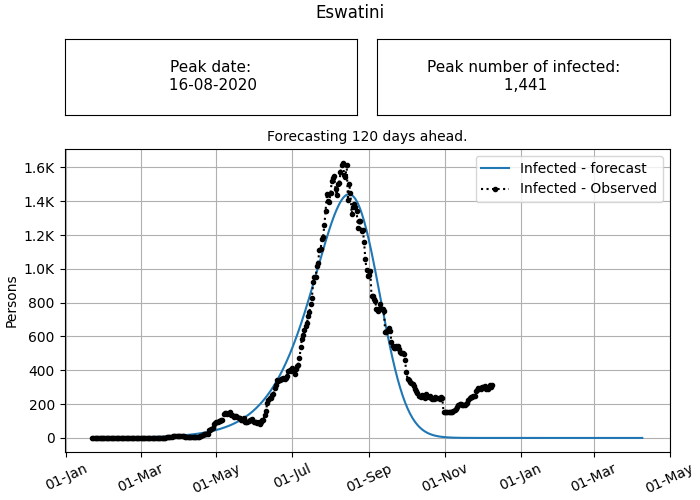 Eswatini
Peak date:
16-08-2020
Peak number of infected:
1,441
Forecasting 120 days ahead.
Infected - forecast
Infected - Observed
Persons
1.6K
1.4K
1.2K
1.0K
800
600
400
200
0
01-Jan
01-Mar
01-May
01-Jul
01-Sep
01-Nov
01-Jan
01-Mar
01-May